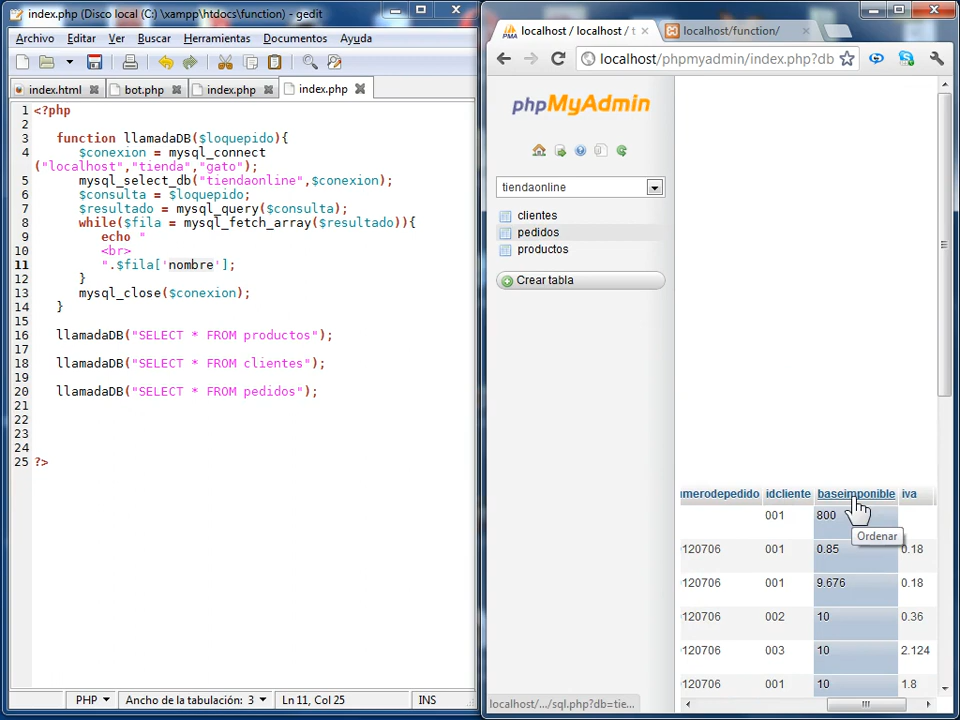 index.php (Disco local (C:) \xampp\htdocs\function) - gedit
Archivo Editar Ver Buscar Herramientas Documentos Ayuda
index.html bot.php index.php index.php
1 <?php
2
3 function llamadaDB($loquepido){
4 $conexion = mysql_connect
("localhost","tienda","gato");
5 mysql_select_db("tiendaonline",$conexion);
6 $consulta = $loquepido;
7 $resultado = mysql_query($consulta);
8 while($fila = mysql_fetch_array($resultado)){
9 echo "
10 <br>
11 ".$fila['nombre'];
12 }
13 mysql_close($conexion);
14 }
15
16 llamadaDB("SELECT * FROM productos");
17
18 llamadaDB("SELECT * FROM clientes");
19
20 llamadaDB("SELECT * FROM pedidos");
21
22
23
24
25 ?>
PHP Ancho de la tabulación: 3 Ln 11, Col 25 INS
PMA localhost / localhost / t localhost/function/
localhost/phpmyadmin/index.php?db
phpMyAdmin
tiendaonline
clientes
pedidos
productos
Crear tabla
umerodepedido idcliente baseimponible iva
001 800
Ordenar
120706 001 0.85 0.18
120706 001 9.676 0.18
120706 002 10 0.36
120706 003 10 2.124
120706 001 10 1.8
localhost/.../sql.php?db=tie...